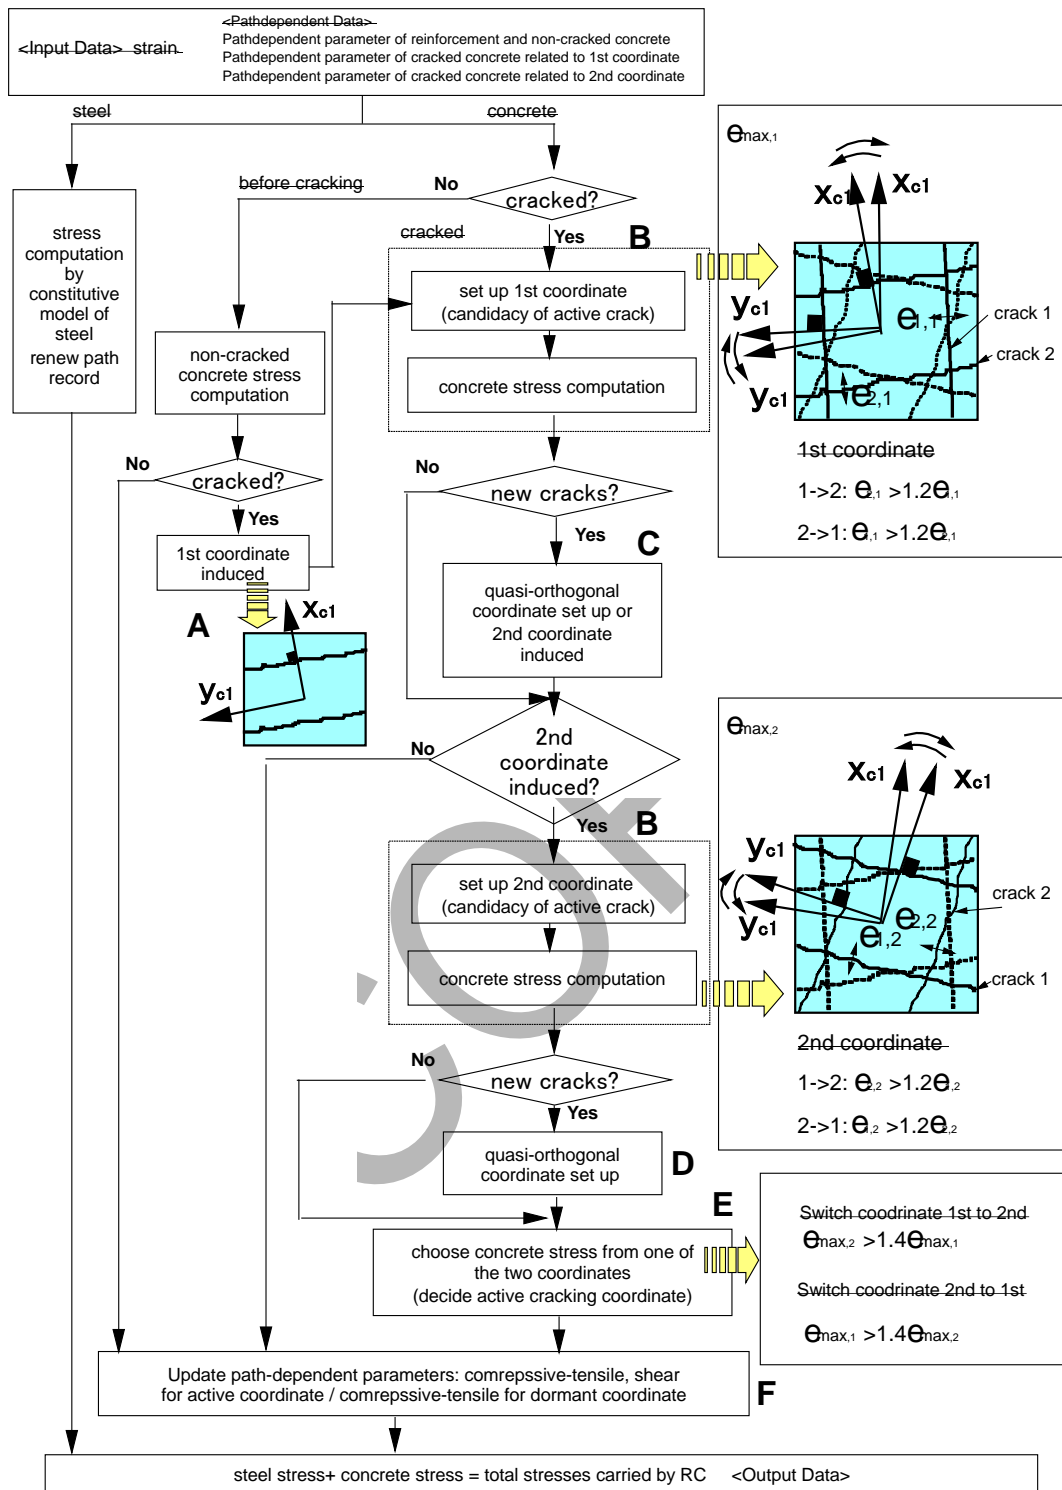 <Pathdependent Data>
<Input Data> strain
Pathdependent parameter of reinforcement and non-cracked concrete
Pathdependent parameter of cracked concrete related to 1st coordinate
Pathdependent parameter of cracked concrete related to 2nd coordinate
steel
concrete
before cracking
No
cracked?
Yes
cracked
B
stress
computation
by
constitutive
model of
steel
renew path
record
set up 1st coordinate
(candidacy of active crack)
concrete stress computation
non-cracked
concrete stress
computation
No
cracked?
Yes
1st coordinate
induced
A
xc1
yc1
No
new cracks?
Yes
C
quasi-orthogonal
coordinate set up or
2nd coordinate
induced
No
2nd
coordinate
induced?
Yes
B
set up 2nd coordinate
(candidacy of active crack)
concrete stress computation
No
new cracks?
Yes
quasi-orthogonal
coordinate set up
D
E
choose concrete stress from one of
the two coordinates
(decide active cracking coordinate)
Update path-dependent parameters: comrepssive-tensile, shear
for active coordinate / comrepssive-tensile for dormant coordinate
F
steel stress+ concrete stress = total stresses carried by RC <Output Data>
emax,1
xc1
xc1
yc1
yc1
e1,1
e2,1
crack 1
crack 2
1st coordinate
1->2: e2,1 >1.2e1,1
2->1: e1,1 >1.2e2,1
emax,2
xc1
xc1
yc1
yc1
e1,2
e2,2
crack 2
crack 1
2nd coordinate
1->2: e2,2 >1.2e1,2
2->1: e1,2 >1.2e2,2
Switch coodrinate 1st to 2nd
emax,2 >1.4emax,1
Switch coodrinate 2nd to 1st
emax,1 >1.4emax,2